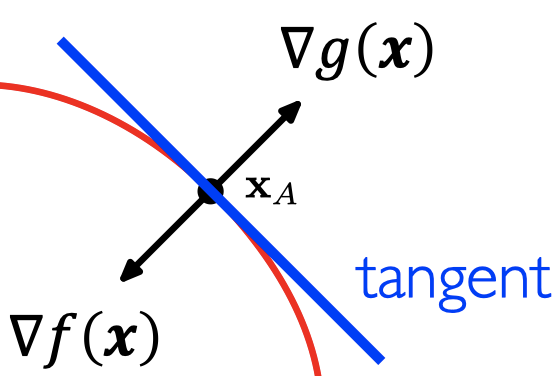 ∇g(𝒙)
𝐱_A
tangent
∇f(𝒙)